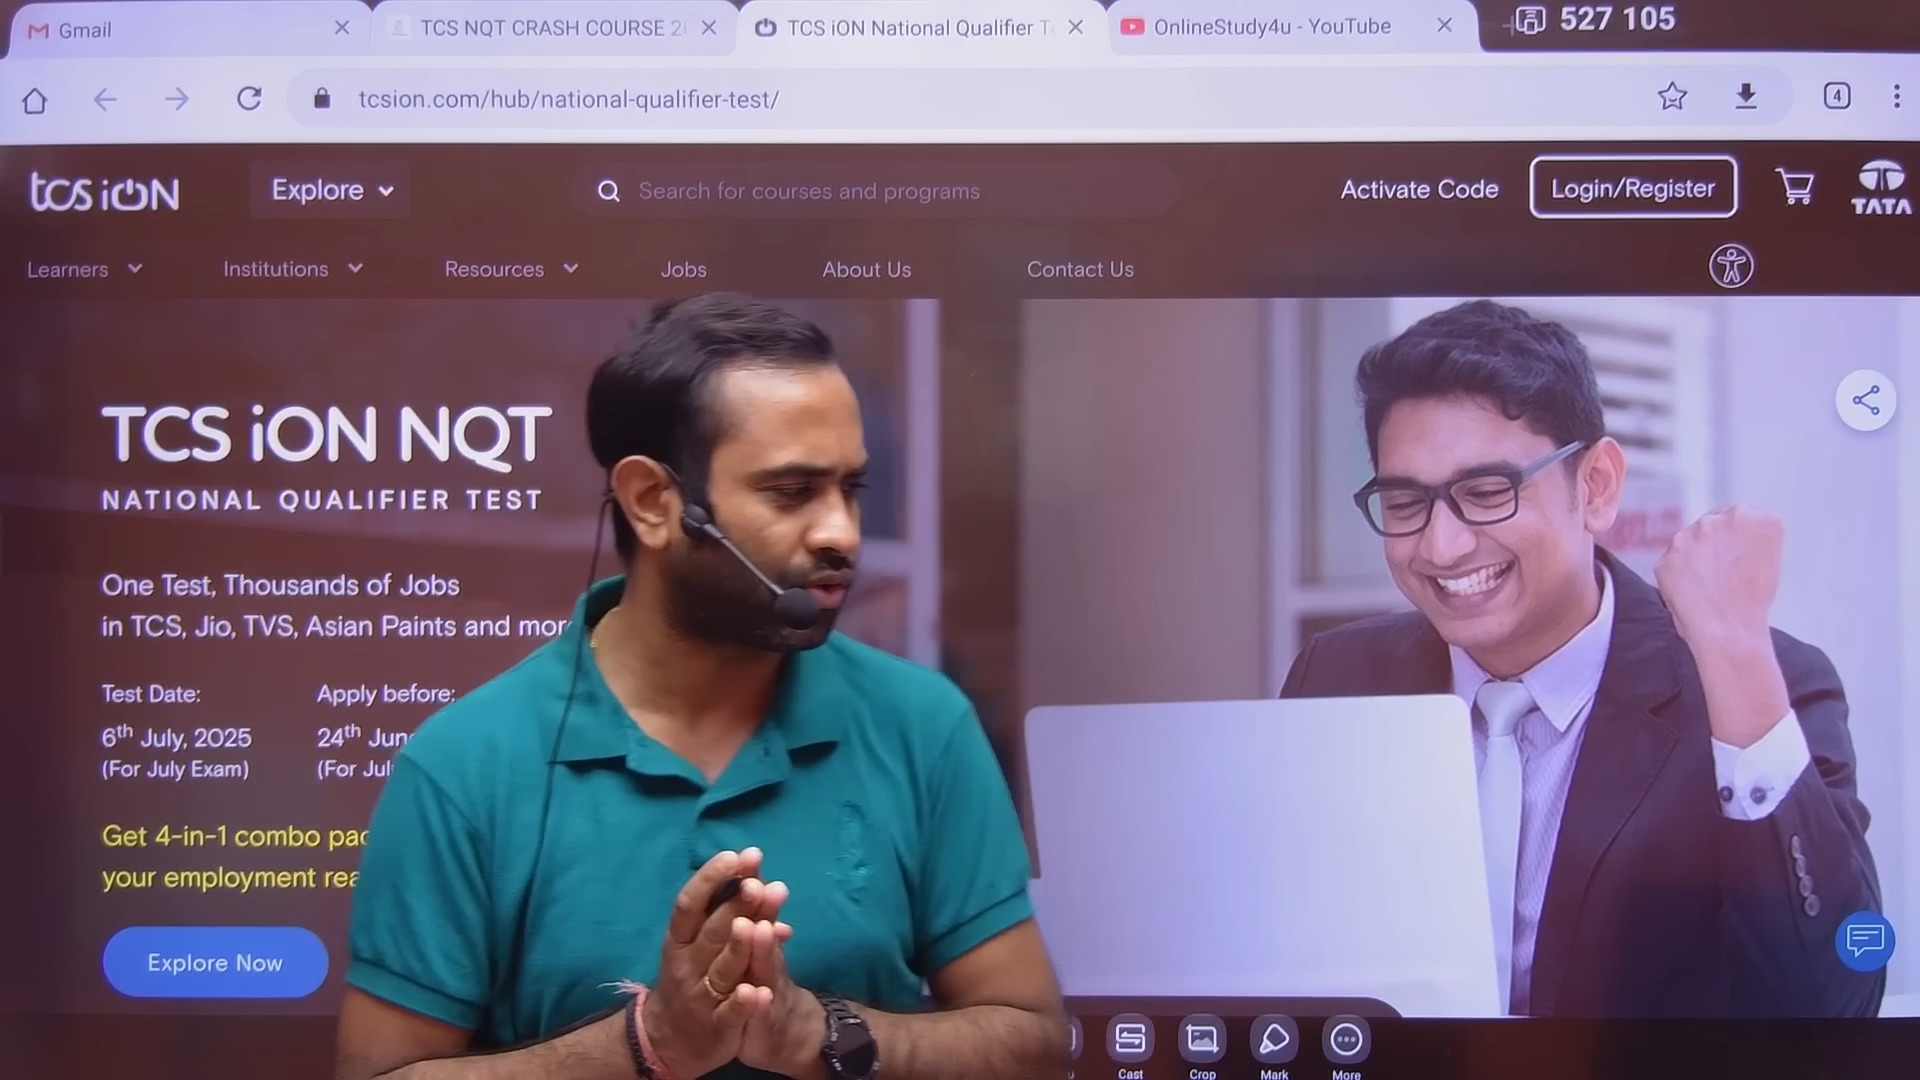 Gmail
TCS NQT CRASH COURSE 2
TCS iON National Qualifier T
OnlineStudy4u - YouTube
527 105
tcsion.com/hub/national-qualifier-test/
4
tcs iON
Explore
Search for courses and programs
Activate Code
Login/Register
TATA
Learners
Institutions
Resources
Jobs
About Us
Contact Us
TCS iON NQT
NATIONAL QUALIFIER TEST
One Test, Thousands of Jobs
in TCS, Jio, TVS, Asian Paints and mor
Test Date:
Apply before:
6th July, 2025
24th Jun
(For July Exam)
(For Jul
Get 4-in-1 combo pac
your employment rea
Explore Now
Cast
Crop
Mark
More